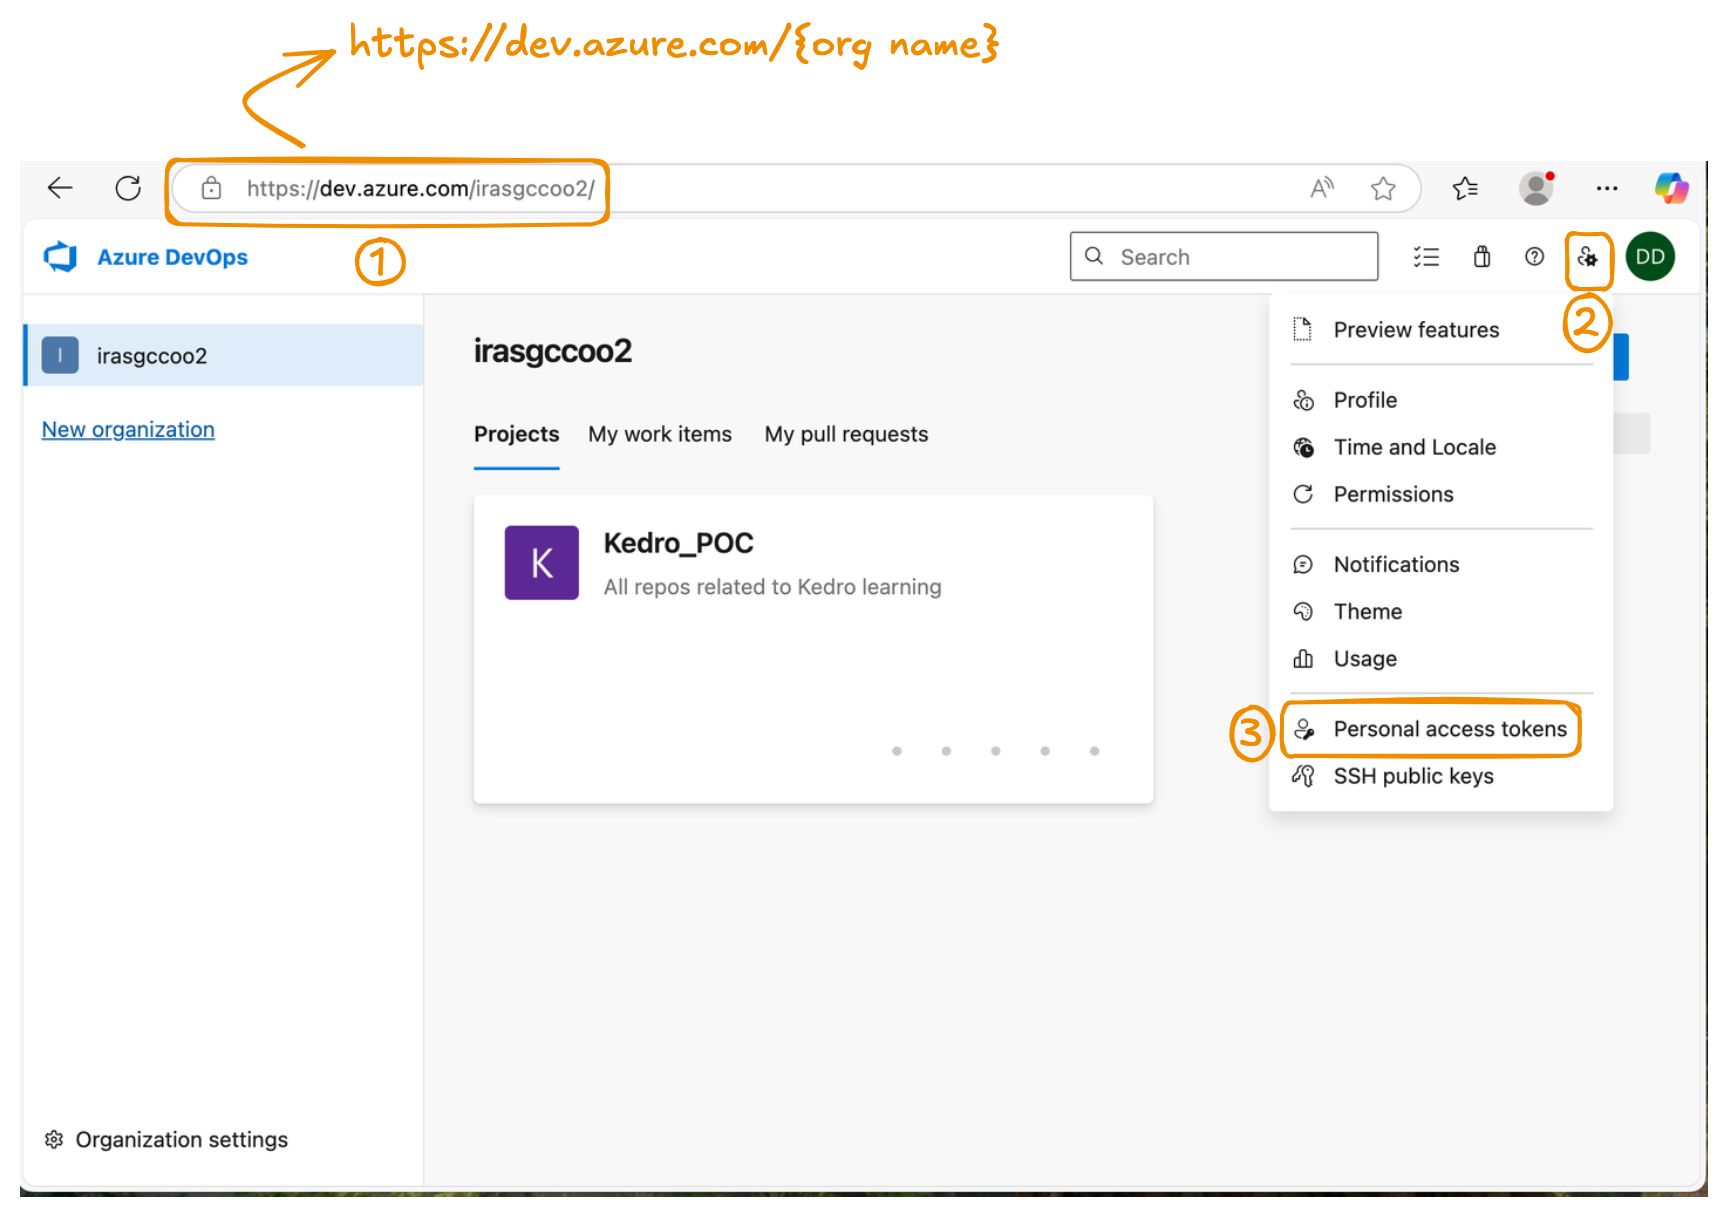 https://dev.azure.com/{org name}
https://dev.azure.com/irasgccoo2/
Azure DevOps
1
Search
DD
2
I
irasgccoo2
New organization
irasgccoo2
Projects
My work items
My pull requests
K
Kedro_POC
All repos related to Kedro learning
Preview features
Profile
Time and Locale
Permissions
Notifications
Theme
Usage
3
Personal access tokens
SSH public keys
Organization settings